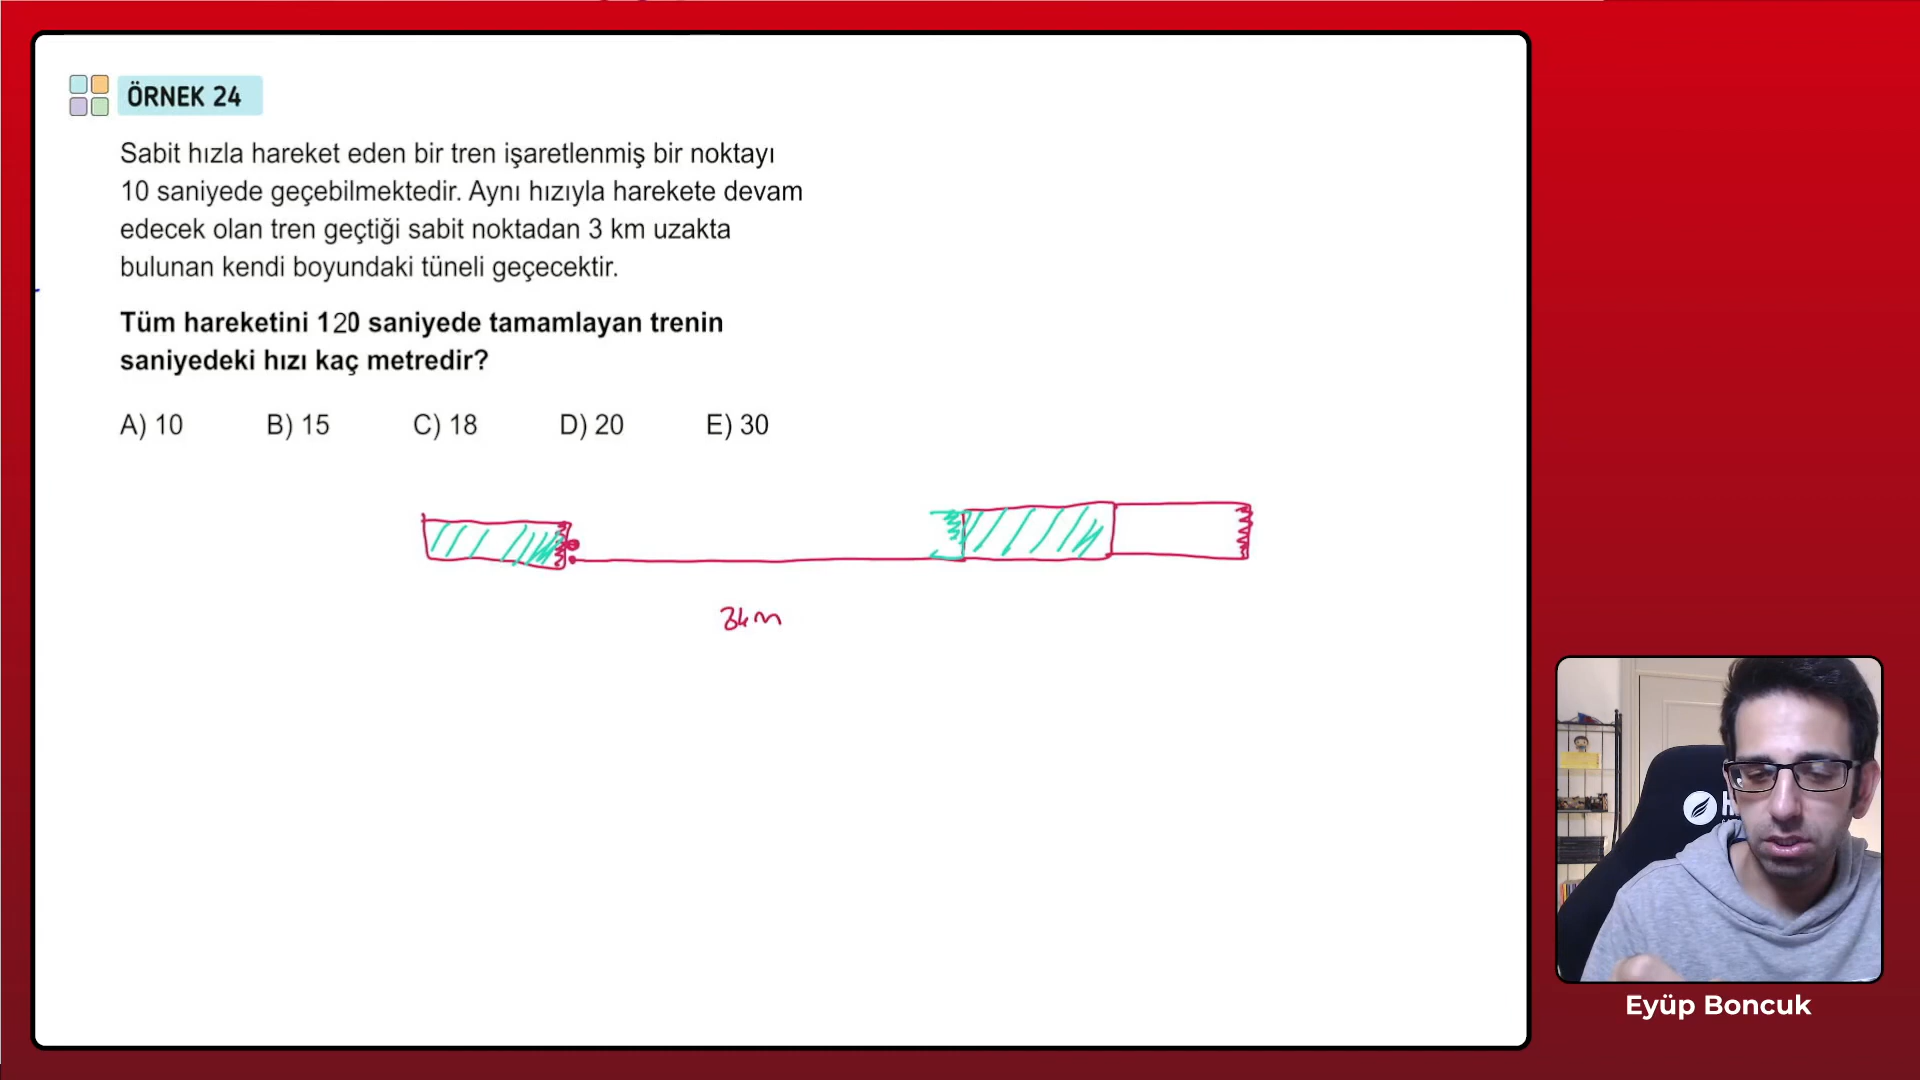 ÖRNEK 24
Sabit hızla hareket eden bir tren işaretlenmiş bir noktayı
10 saniyede geçebilmektedir. Aynı hızıyla harekete devam
edecek olan tren geçtiği sabit noktadan 3 km uzakta
bulunan kendi boyundaki tüneli geçecektir.
Tüm hareketini 120 saniyede tamamlayan trenin
saniyedeki hızı kaç metredir?
A) 10 B) 15 C) 18 D) 20 E) 30
3km
H
Eyüp Boncuk